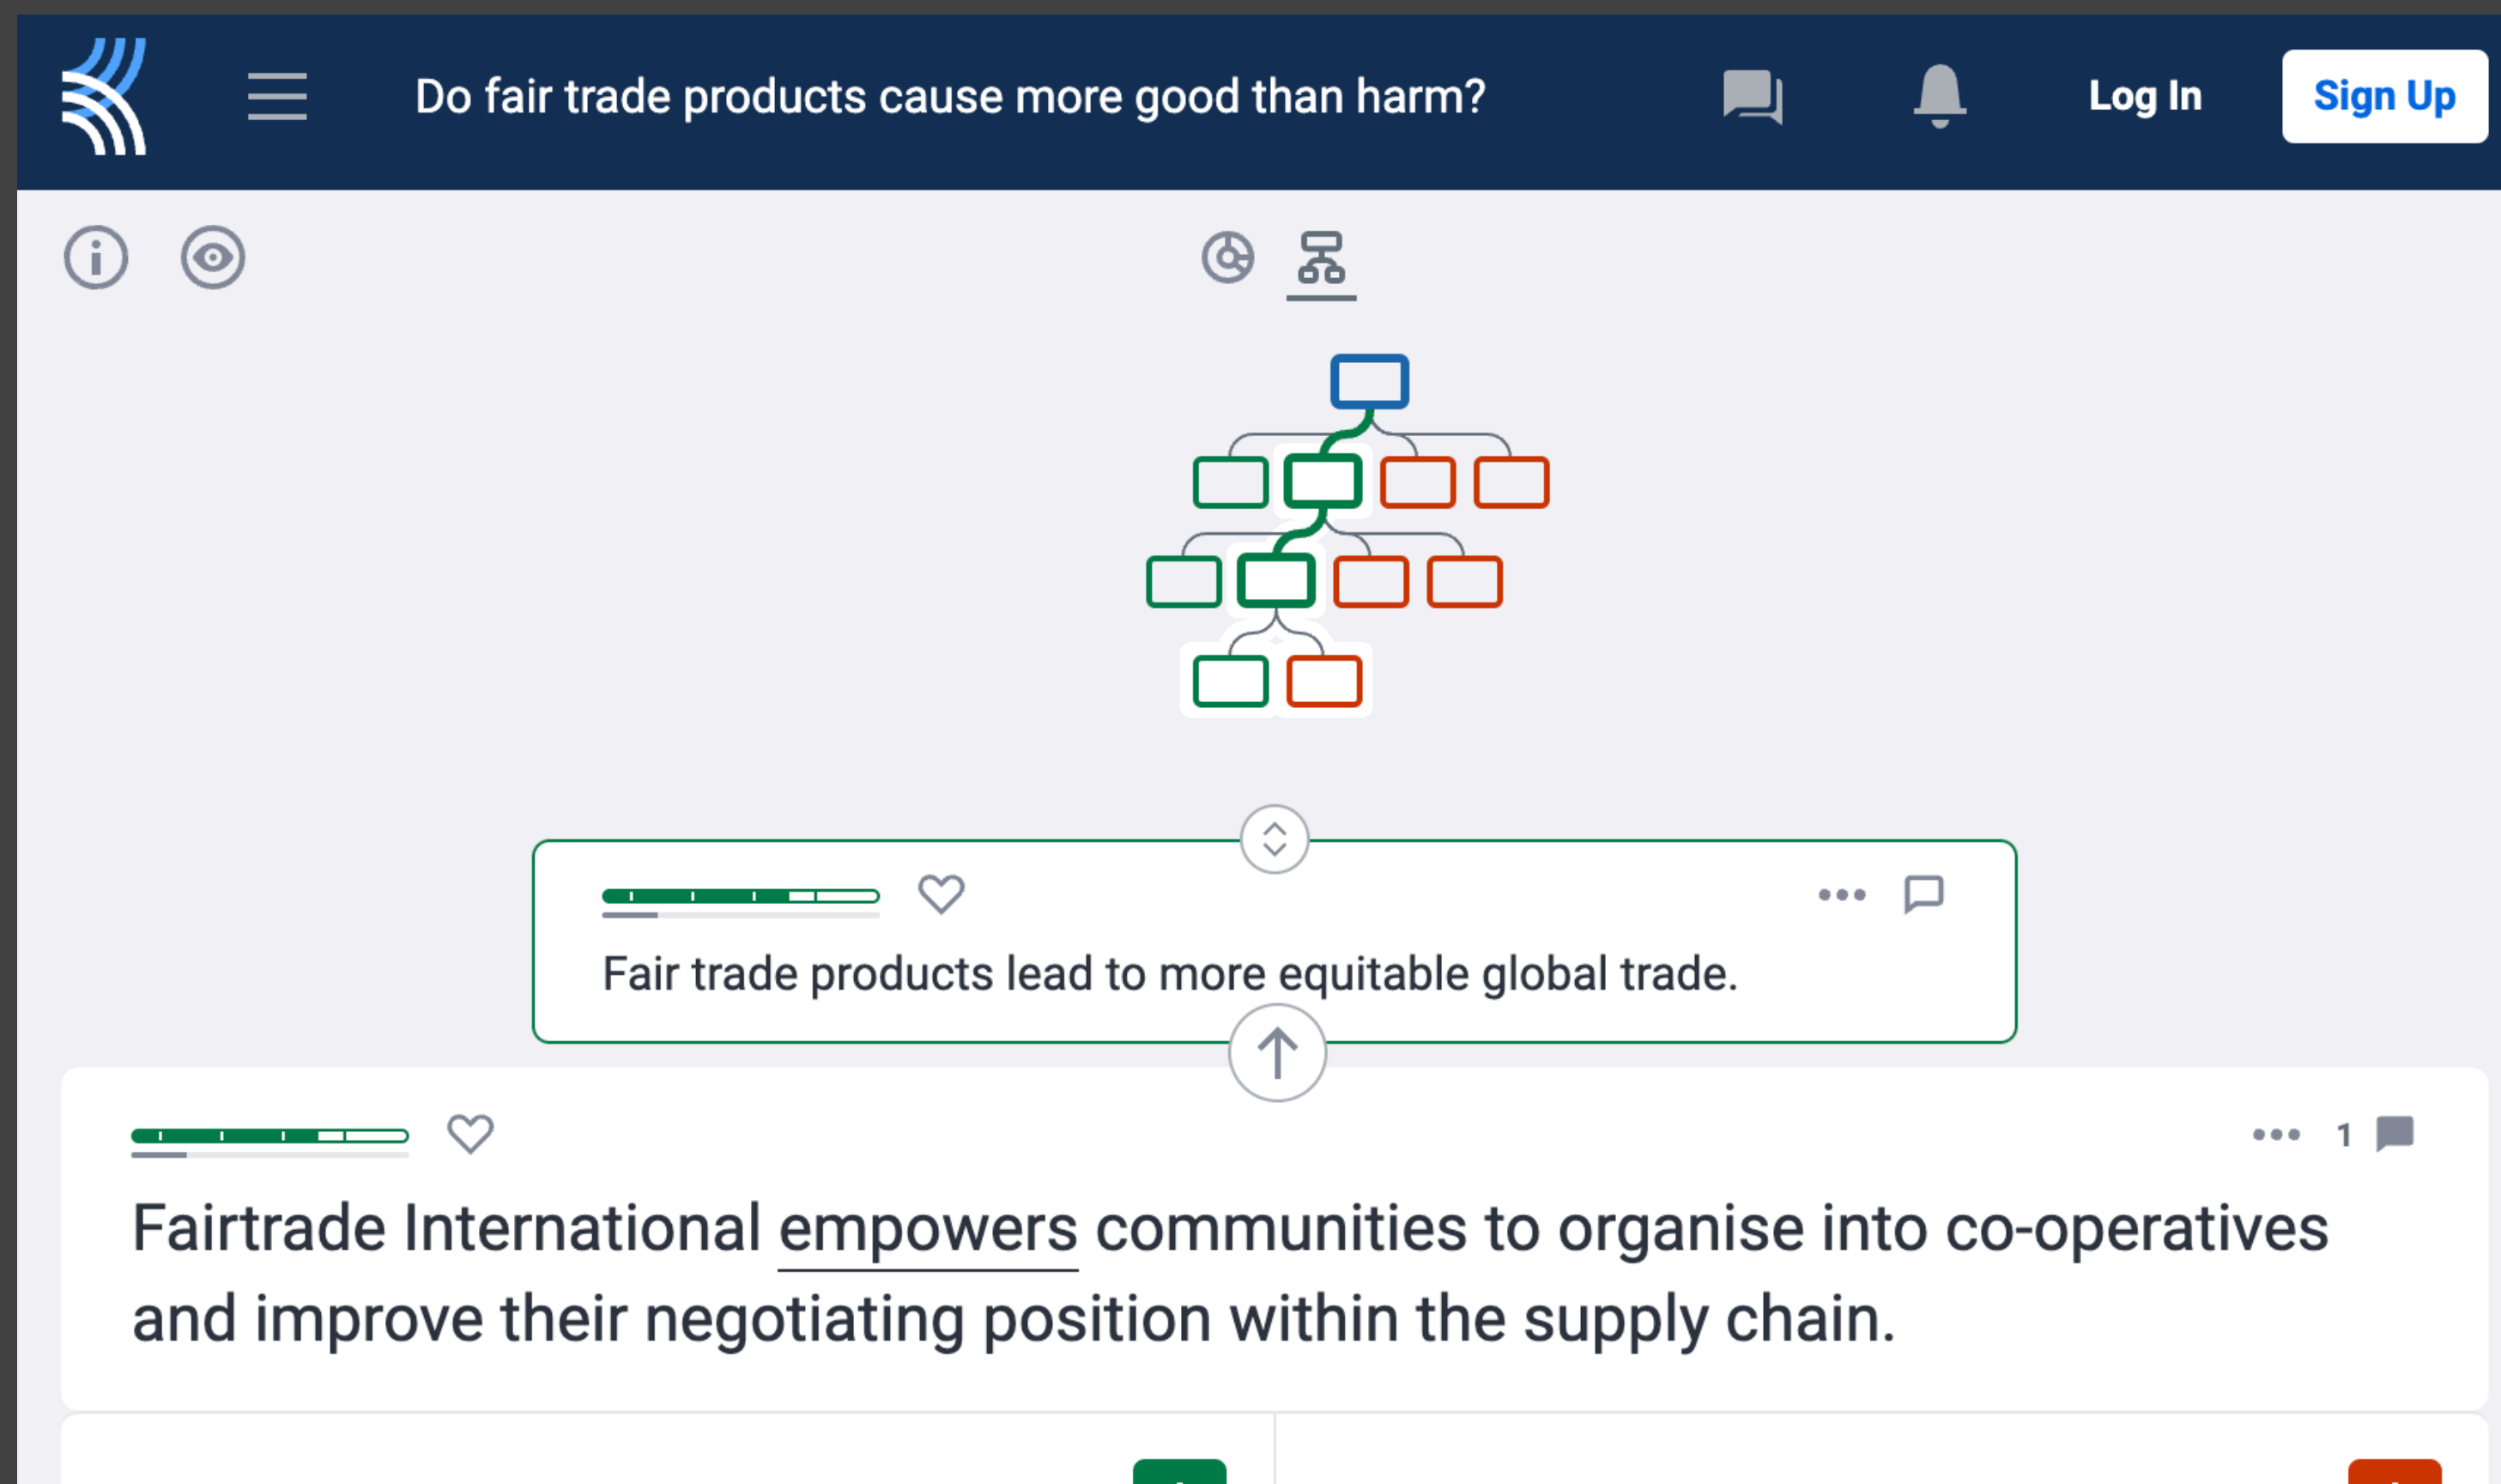 Do fair trade products cause more good than harm?
Log In
Sign Up
Fair trade products lead to more equitable global trade.
1
Fairtrade International empowers communities to organise into co-operatives
and improve their negotiating position within the supply chain.